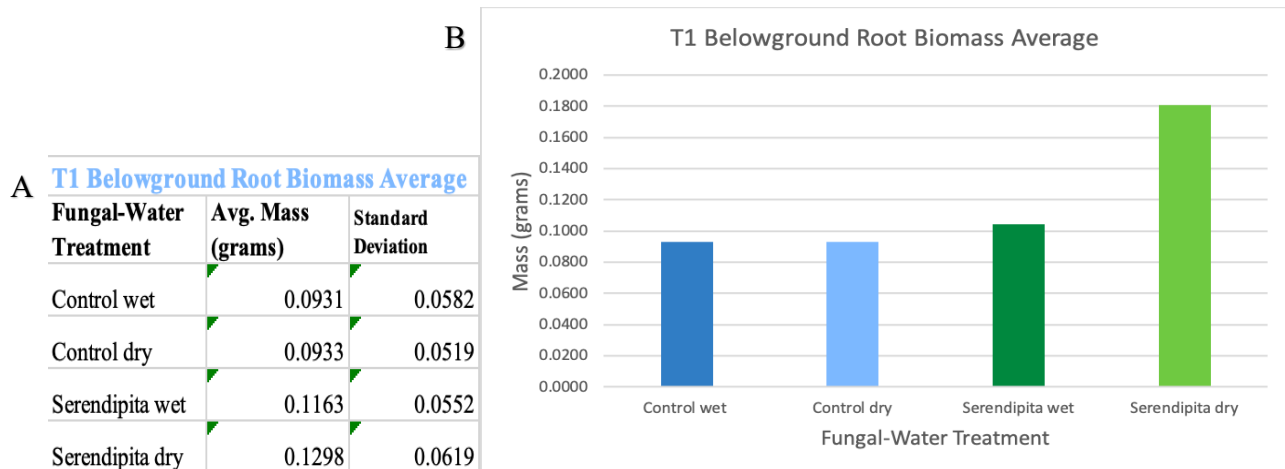 A
T1 Belowground Root Biomass Average
Fungal-Water Treatment Avg. Mass (grams) Standard Deviation
Control wet 0.0931 0.0582
Control dry 0.0933 0.0519
Serendipita wet 0.1163 0.0552
Serendipita dry 0.1298 0.0619
B
T1 Belowground Root Biomass Average
Mass (grams)
0.2000
0.1800
0.1600
0.1400
0.1200
0.1000
0.0800
0.0600
0.0400
0.0200
0.0000
Control wet Control dry Serendipita wet Serendipita dry
Fungal-Water Treatment